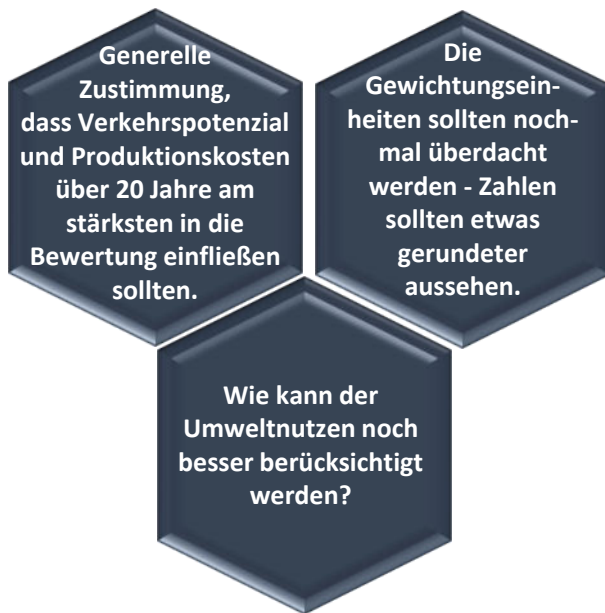 Generelle
Zustimmung,
dass Verkehrspotenzial
und Produktionskosten
über 20 Jahre am
stärksten in die
Bewertung einfließen
sollten.
Die
Gewichtungsein-
heiten sollten noch-
mal überdacht
werden - Zahlen
sollten etwas
gerundeter
aussehen.
Wie kann der
Umweltnutzen noch
besser berücksichtigt
werden?